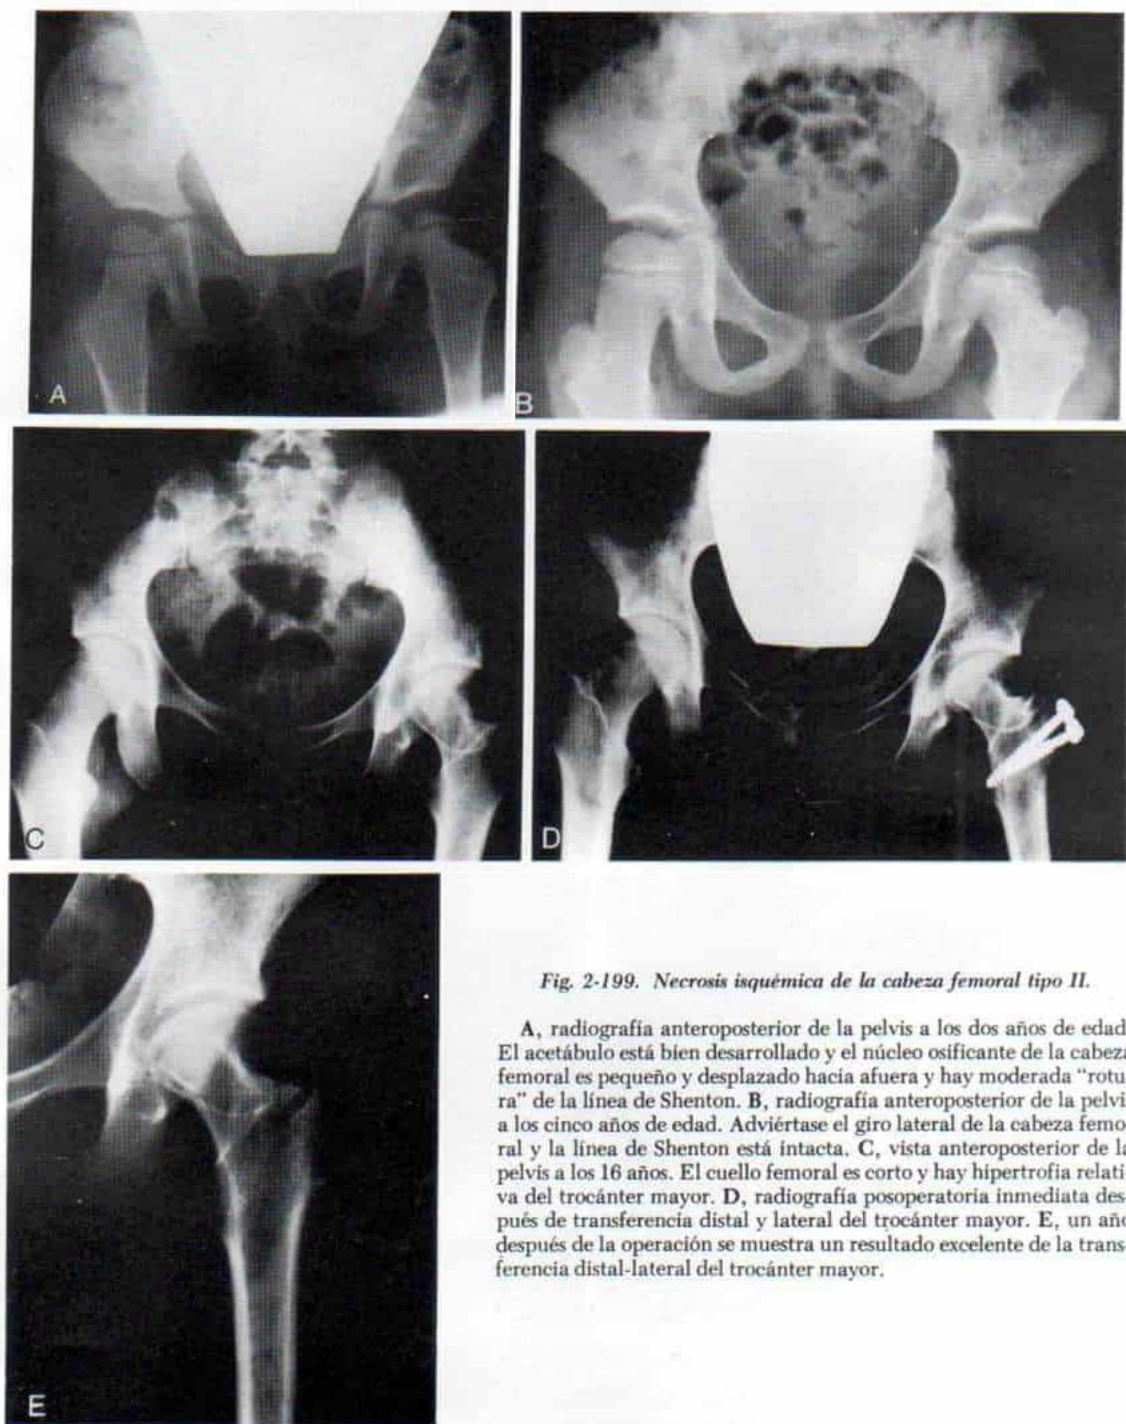 A
B
C
D
E
Fig. 2-199. Necrosis isquémica de la cabeza femoral tipo II.
A, radiografía anteroposterior de la pelvis a los dos años de edad
El acetábulo está bien desarrollado y el núcleo osificante de la cabeza
femoral es pequeño y desplazado hacia afuera y hay moderada "rotu-
ra" de la línea de Shenton. B, radiografía anteroposterior de la pelvi
a los cinco años de edad. Adviértase el giro lateral de la cabeza femo-
ral y la línea de Shenton está intacta. C, vista anteroposterior de la
pelvis a los 16 años. El cuello femoral es corto y hay hipertrofia relati-
va del trocánter mayor. D, radiografía posoperatoria inmediata des-
pués de transferencia distal y lateral del trocánter mayor. E, un año
después de la operación se muestra un resultado excelente de la trans-
ferencia distal-lateral del trocánter mayor.